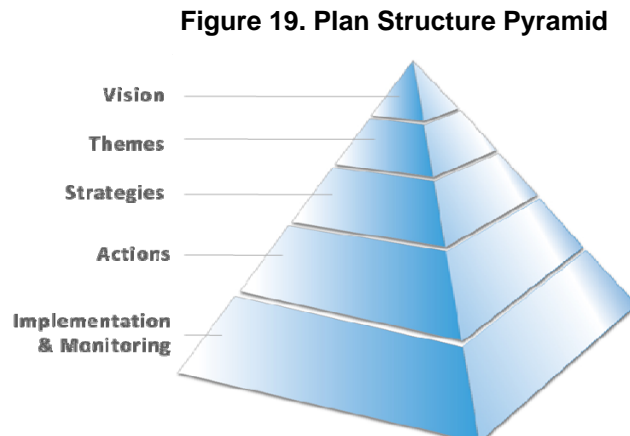 Figure 19. Plan Structure Pyramid
Vision
Themes
Strategies
Actions
Implementation
& Monitoring